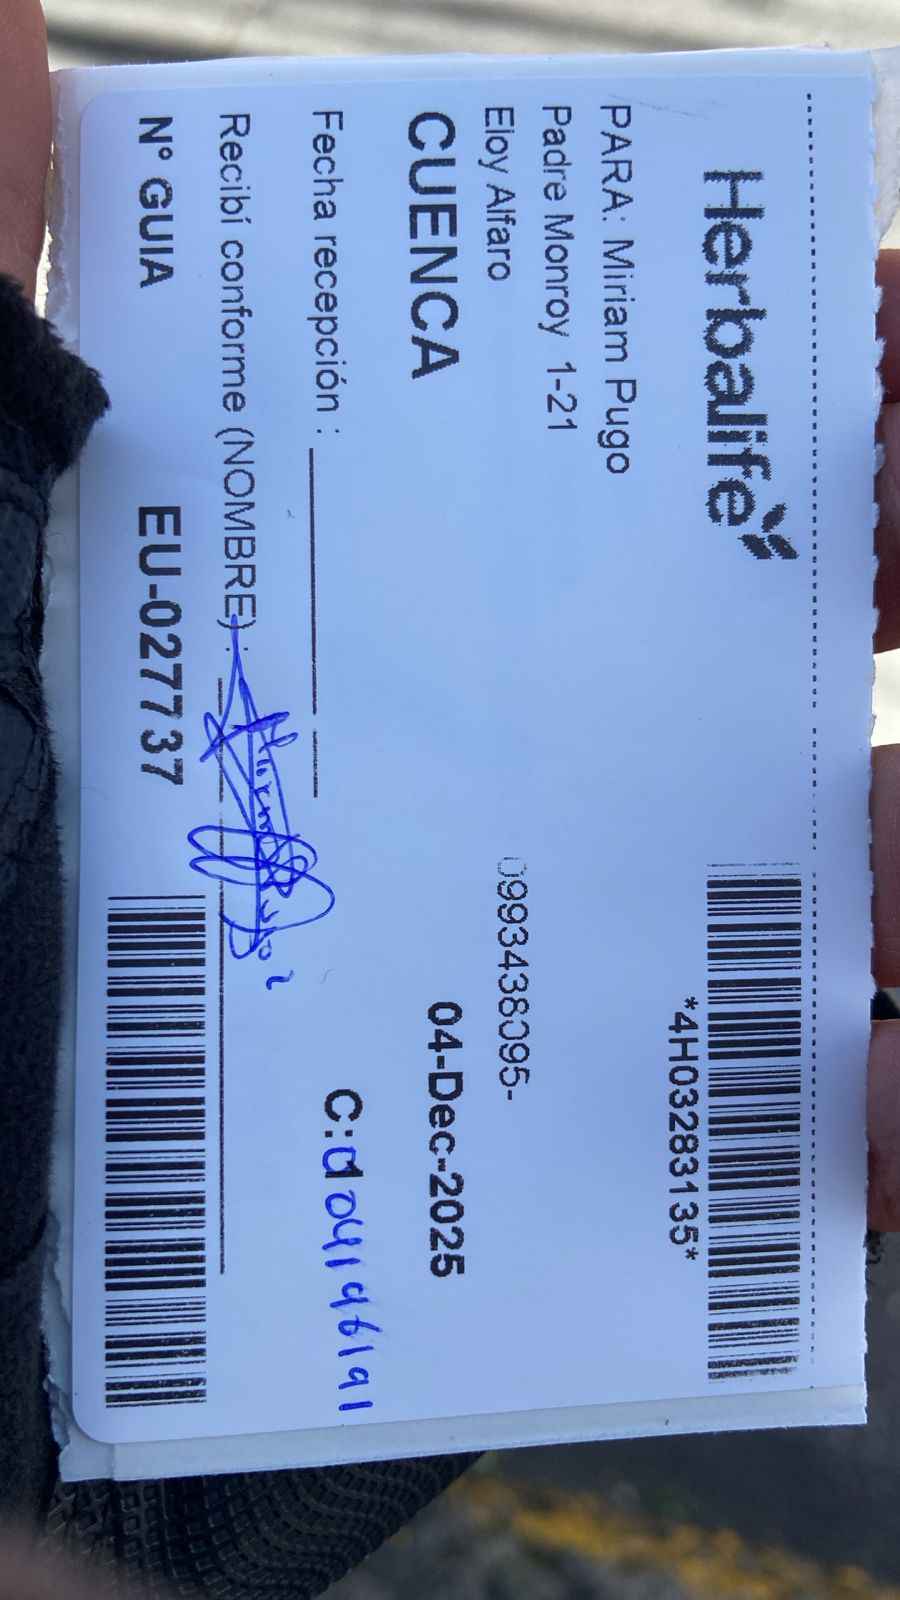 Herbalife
*4H03283135*
PARA: Miriam Pugo
Padre Monroy 1-21
Eloy Alfaro
0993438095-
CUENCA
04-Dec-2025
Fecha recepción :
C:
Recibí conforme (NOMBRE) :
N° GUIA
EU-027737